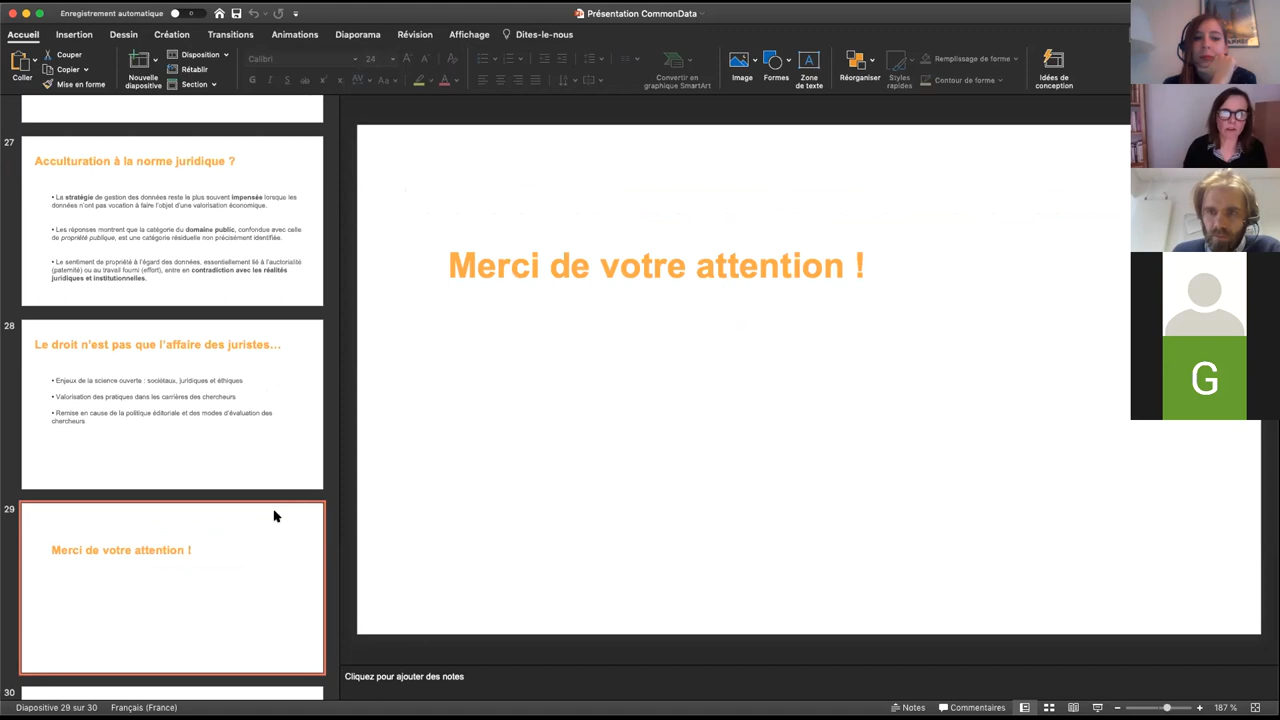 Enregistrement automatique
Présentation CommonData
Accueil Insertion Dessin Création Transitions Animations Diaporama Révision Affichage Dites-le-nous
Coller
Couper
Copier
Mise en forme
Nouvelle
diapositive
Disposition
Rétablir
Section
Calibri
24
G I S
Convertir en
graphique SmartArt
Image
Formes
Zone
de texte
Réorganiser
Styles
rapides
Remplissage de forme
Contour de forme
Idées de
conception
27
Acculturation à la norme juridique ?
• La stratégie de gestion des données reste le plus souvent impensée lorsque les
données n'ont pas vocation à faire l'objet d'une valorisation économique.
• Les réponses montrent que la catégorie du domaine public, confondue avec celle
de propriété publique, est une catégorie résiduelle non précisément identifiée.
• Le sentiment de propriété à l'égard des données, essentiellement lié à l'auctorialité
(paternité) ou au travail fourni (effort), entre en contradiction avec les réalités
juridiques et institutionnelles.
28
Le droit n'est pas que l'affaire des juristes…
• Enjeux de la science ouverte : sociétaux, juridiques et éthiques
• Valorisation des pratiques dans les carrières des chercheurs
• Remise en cause de la politique éditoriale et des modes d'évaluation des
chercheurs
29
Merci de votre attention !
30
Merci de votre attention !
G
Cliquez pour ajouter des notes
Diapositive 29 sur 30 Français (France) Notes Commentaires 187 %